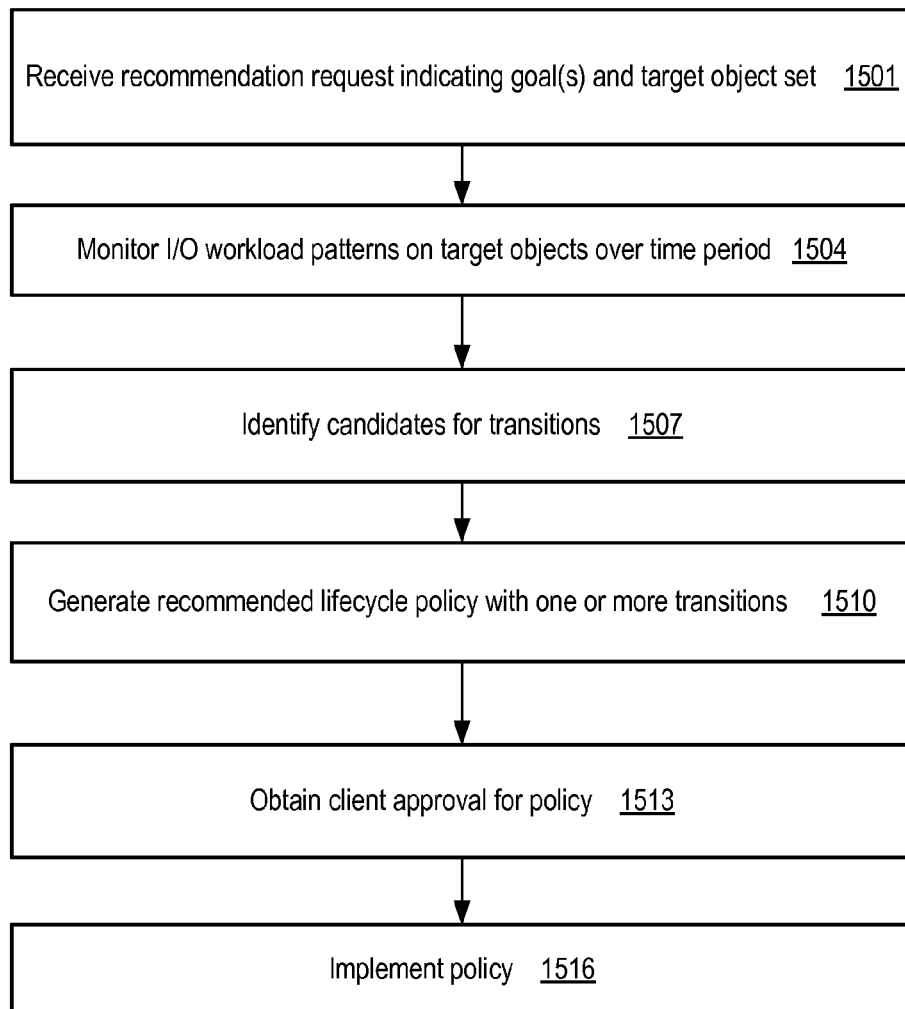 Receive recommendation request indicating goal(s) and target object set 1501
Monitor I/O workload patterns on target objects over time period 1504
Identify candidates for transitions 1507
Generate recommended lifecycle policy with one or more transitions 1510
Obtain client approval for policy 1513
Implement policy 1516